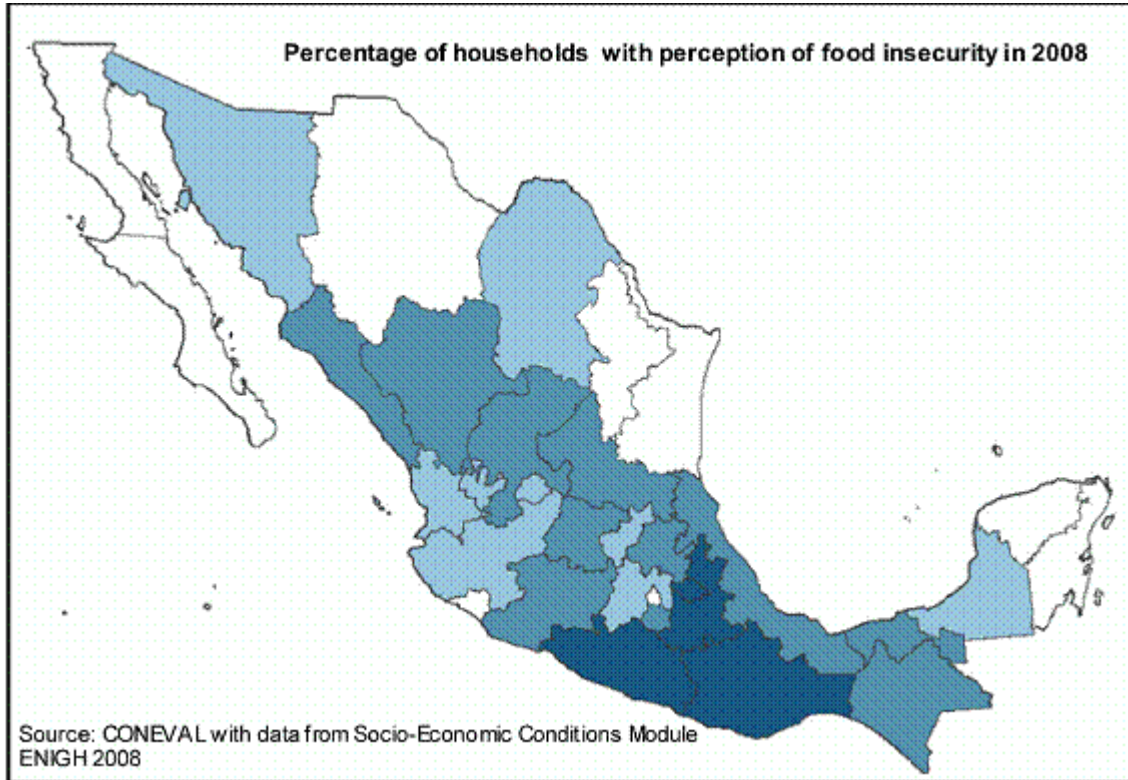 Percentage of households with perception of food insecurity in 2008
Source: CONEVAL with data from Socio-Economic Conditions Module
ENIGH 2008